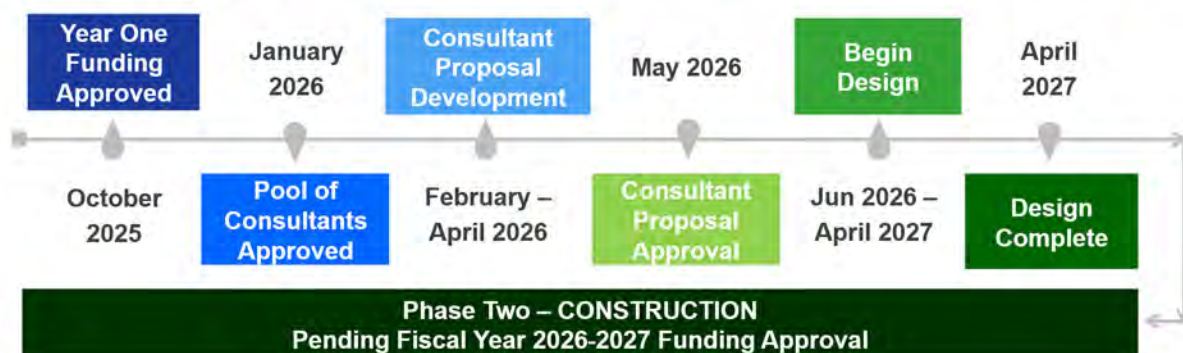 Year One
Funding
Approved
October
2025
January
2026
Pool of
Consultants
Approved
Consultant
Proposal
Development
February –
April 2026
May 2026
Consultant
Proposal
Approval
Begin
Design
Jun 2026 –
April 2027
April
2027
Design
Complete
Phase Two – CONSTRUCTION
Pending Fiscal Year 2026-2027 Funding Approval